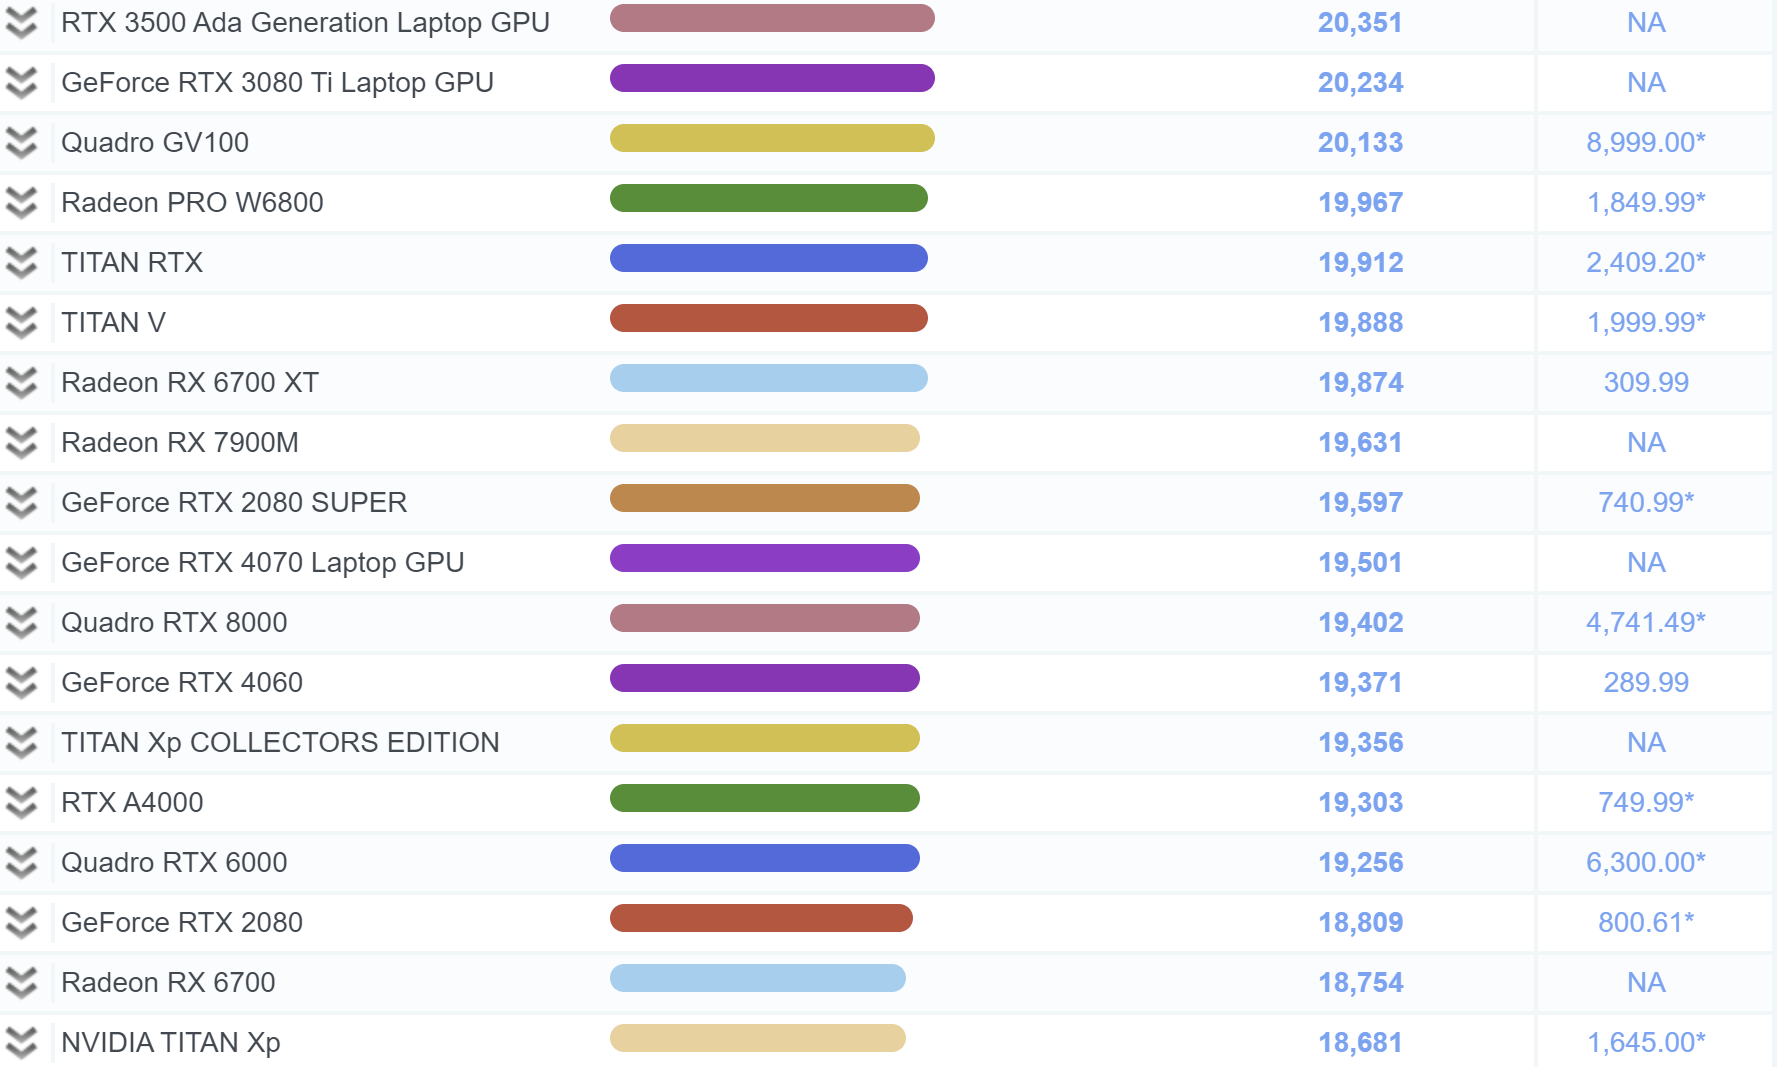 RTX 3500 Ada Generation Laptop GPU 20,351 NA
GeForce RTX 3080 Ti Laptop GPU 20,234 NA
Quadro GV100 20,133 8,999.00*
Radeon PRO W6800 19,967 1,849.99*
TITAN RTX 19,912 2,409.20*
TITAN V 19,888 1,999.99*
Radeon RX 6700 XT 19,874 309.99
Radeon RX 7900M 19,631 NA
GeForce RTX 2080 SUPER 19,597 740.99*
GeForce RTX 4070 Laptop GPU 19,501 NA
Quadro RTX 8000 19,402 4,741.49*
GeForce RTX 4060 19,371 289.99
TITAN Xp COLLECTORS EDITION 19,356 NA
RTX A4000 19,303 749.99*
Quadro RTX 6000 19,256 6,300.00*
GeForce RTX 2080 18,809 800.61*
Radeon RX 6700 18,754 NA
NVIDIA TITAN Xp 18,681 1,645.00*